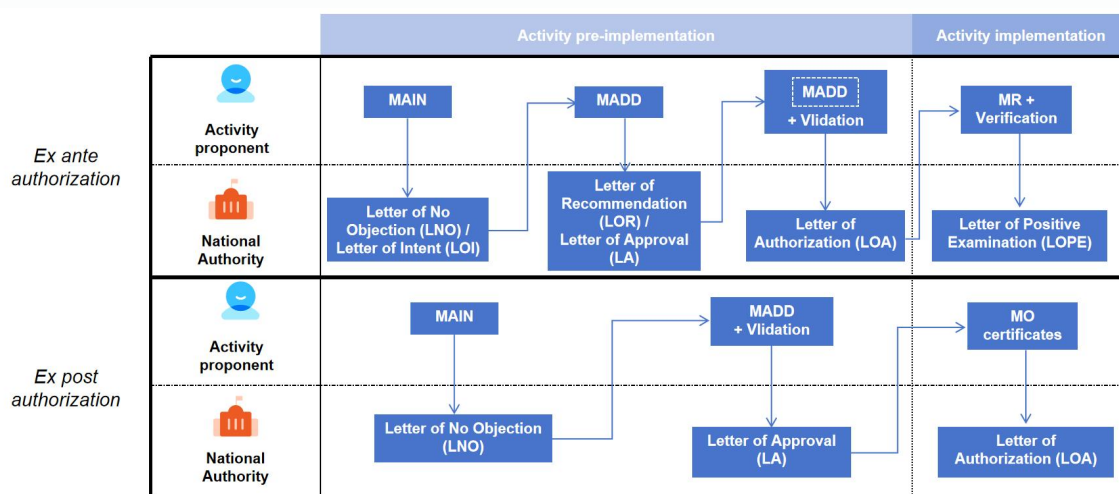 Activity pre-implementation
Activity implementation
Ex ante
authorization
Activity
proponent
MAIN
MADD
MADD
+ Vlidation
MR +
Verification
National
Authority
Letter of No
Objection (LNO) /
Letter of Intent (LOI)
Letter of
Recommendation
(LOR) /
Letter of Approval
(LA)
Letter of
Authorization (LOA)
Letter of Positive
Examination (LOPE)
Ex post
authorization
Activity
proponent
MAIN
MADD
+ Vlidation
MO
certificates
National
Authority
Letter of No Objection
(LNO)
Letter of Approval
(LA)
Letter of
Authorization (LOA)